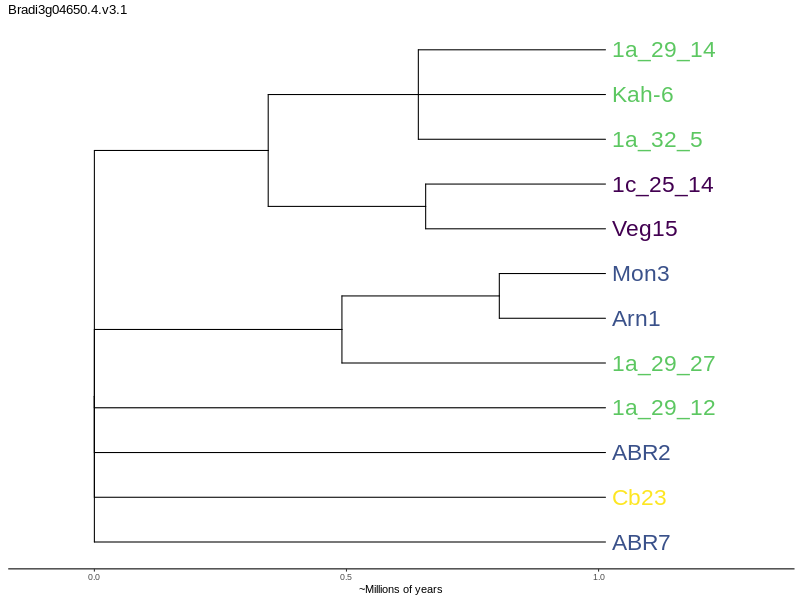 Bradi3g04650.4.v3.1
1a_29_14
Kah-6
1a_32_5
1c_25_14
Veg15
Mon3
Arn1
1a_29_27
1a_29_12
ABR2
Cb23
ABR7
0.0 0.5 1.0
~Millions of years